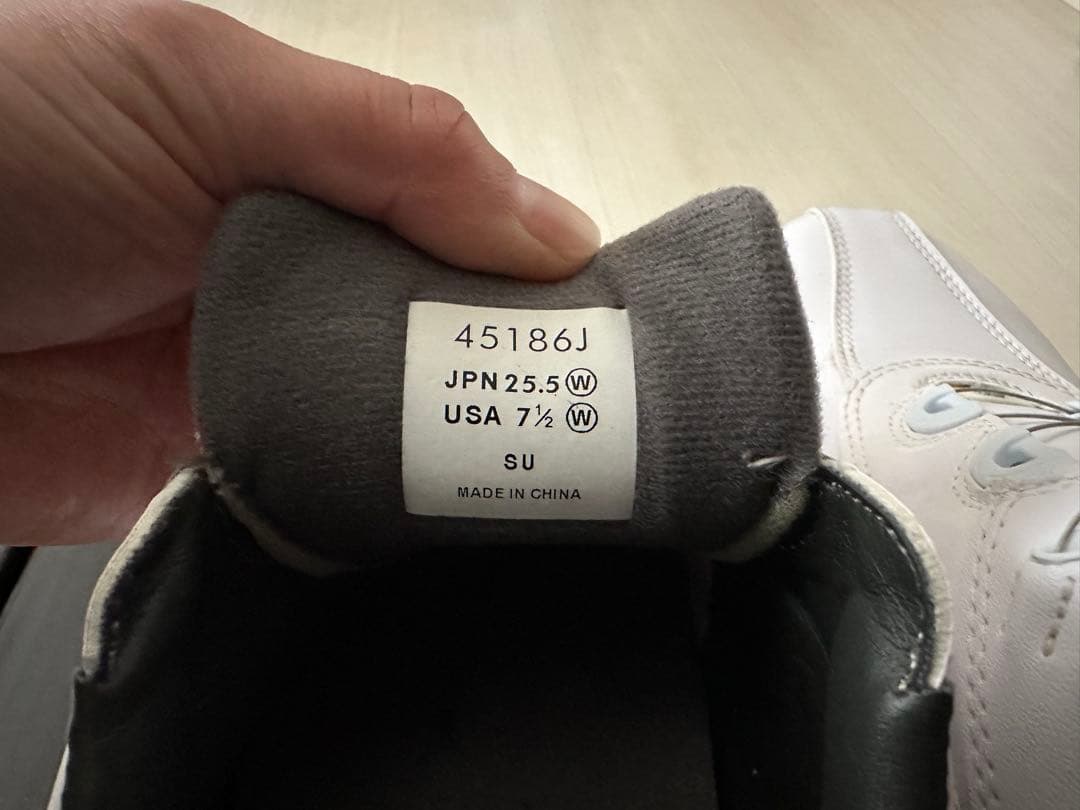 45186J
JPN 25.5 Ⓦ
USA 7½ Ⓦ
SU
MADE IN CHINA